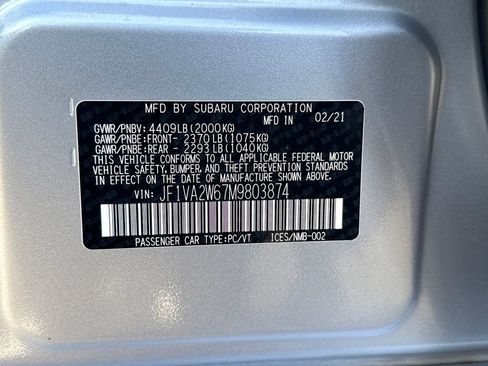 MFD BY SUBARU CORPORATION
MFD IN 02/21
GVWR/PNBV: 4409LB(2000KG)
GAWR/PNBE:FRONT- 2370LB(1075KG)
GAWR/PNBE:REAR - 2293LB(1040KG)
THIS VEHICLE CONFORMS TO ALL APPLICABLE FEDERAL MOTOR
VEHICLE SAFETY, BUMPER, AND THEFT PREVENTION STANDARDS
IN EFFECT ON THE DATE OF MANUFACTURE SHOWN ABOVE.
VIN: JF1VA2W67M9803874
PASSENGER CAR TYPE:PC/VT ICES/NMB-002